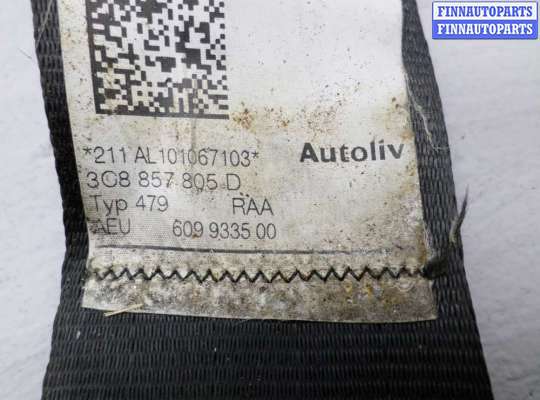 FINNAUTOPARTS
FINNAUTOPARTS
*211 AL101067103*
Autoliv
3C8 857 805 D
Typ 479 RAA
AEU 609 9335 00